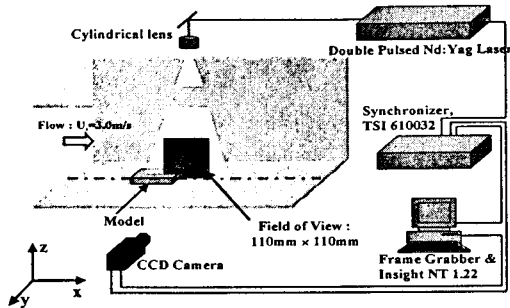 Cylindrical lens
Double Pulsed Nd:Yag Laser
Flow : U =3.0m/s
Synchronizer,
TSI 610032
Model
Field of View :
110mm × 110mm
CCD Camera
Frame Grabber &
Insight NT 1.22
z
x
y